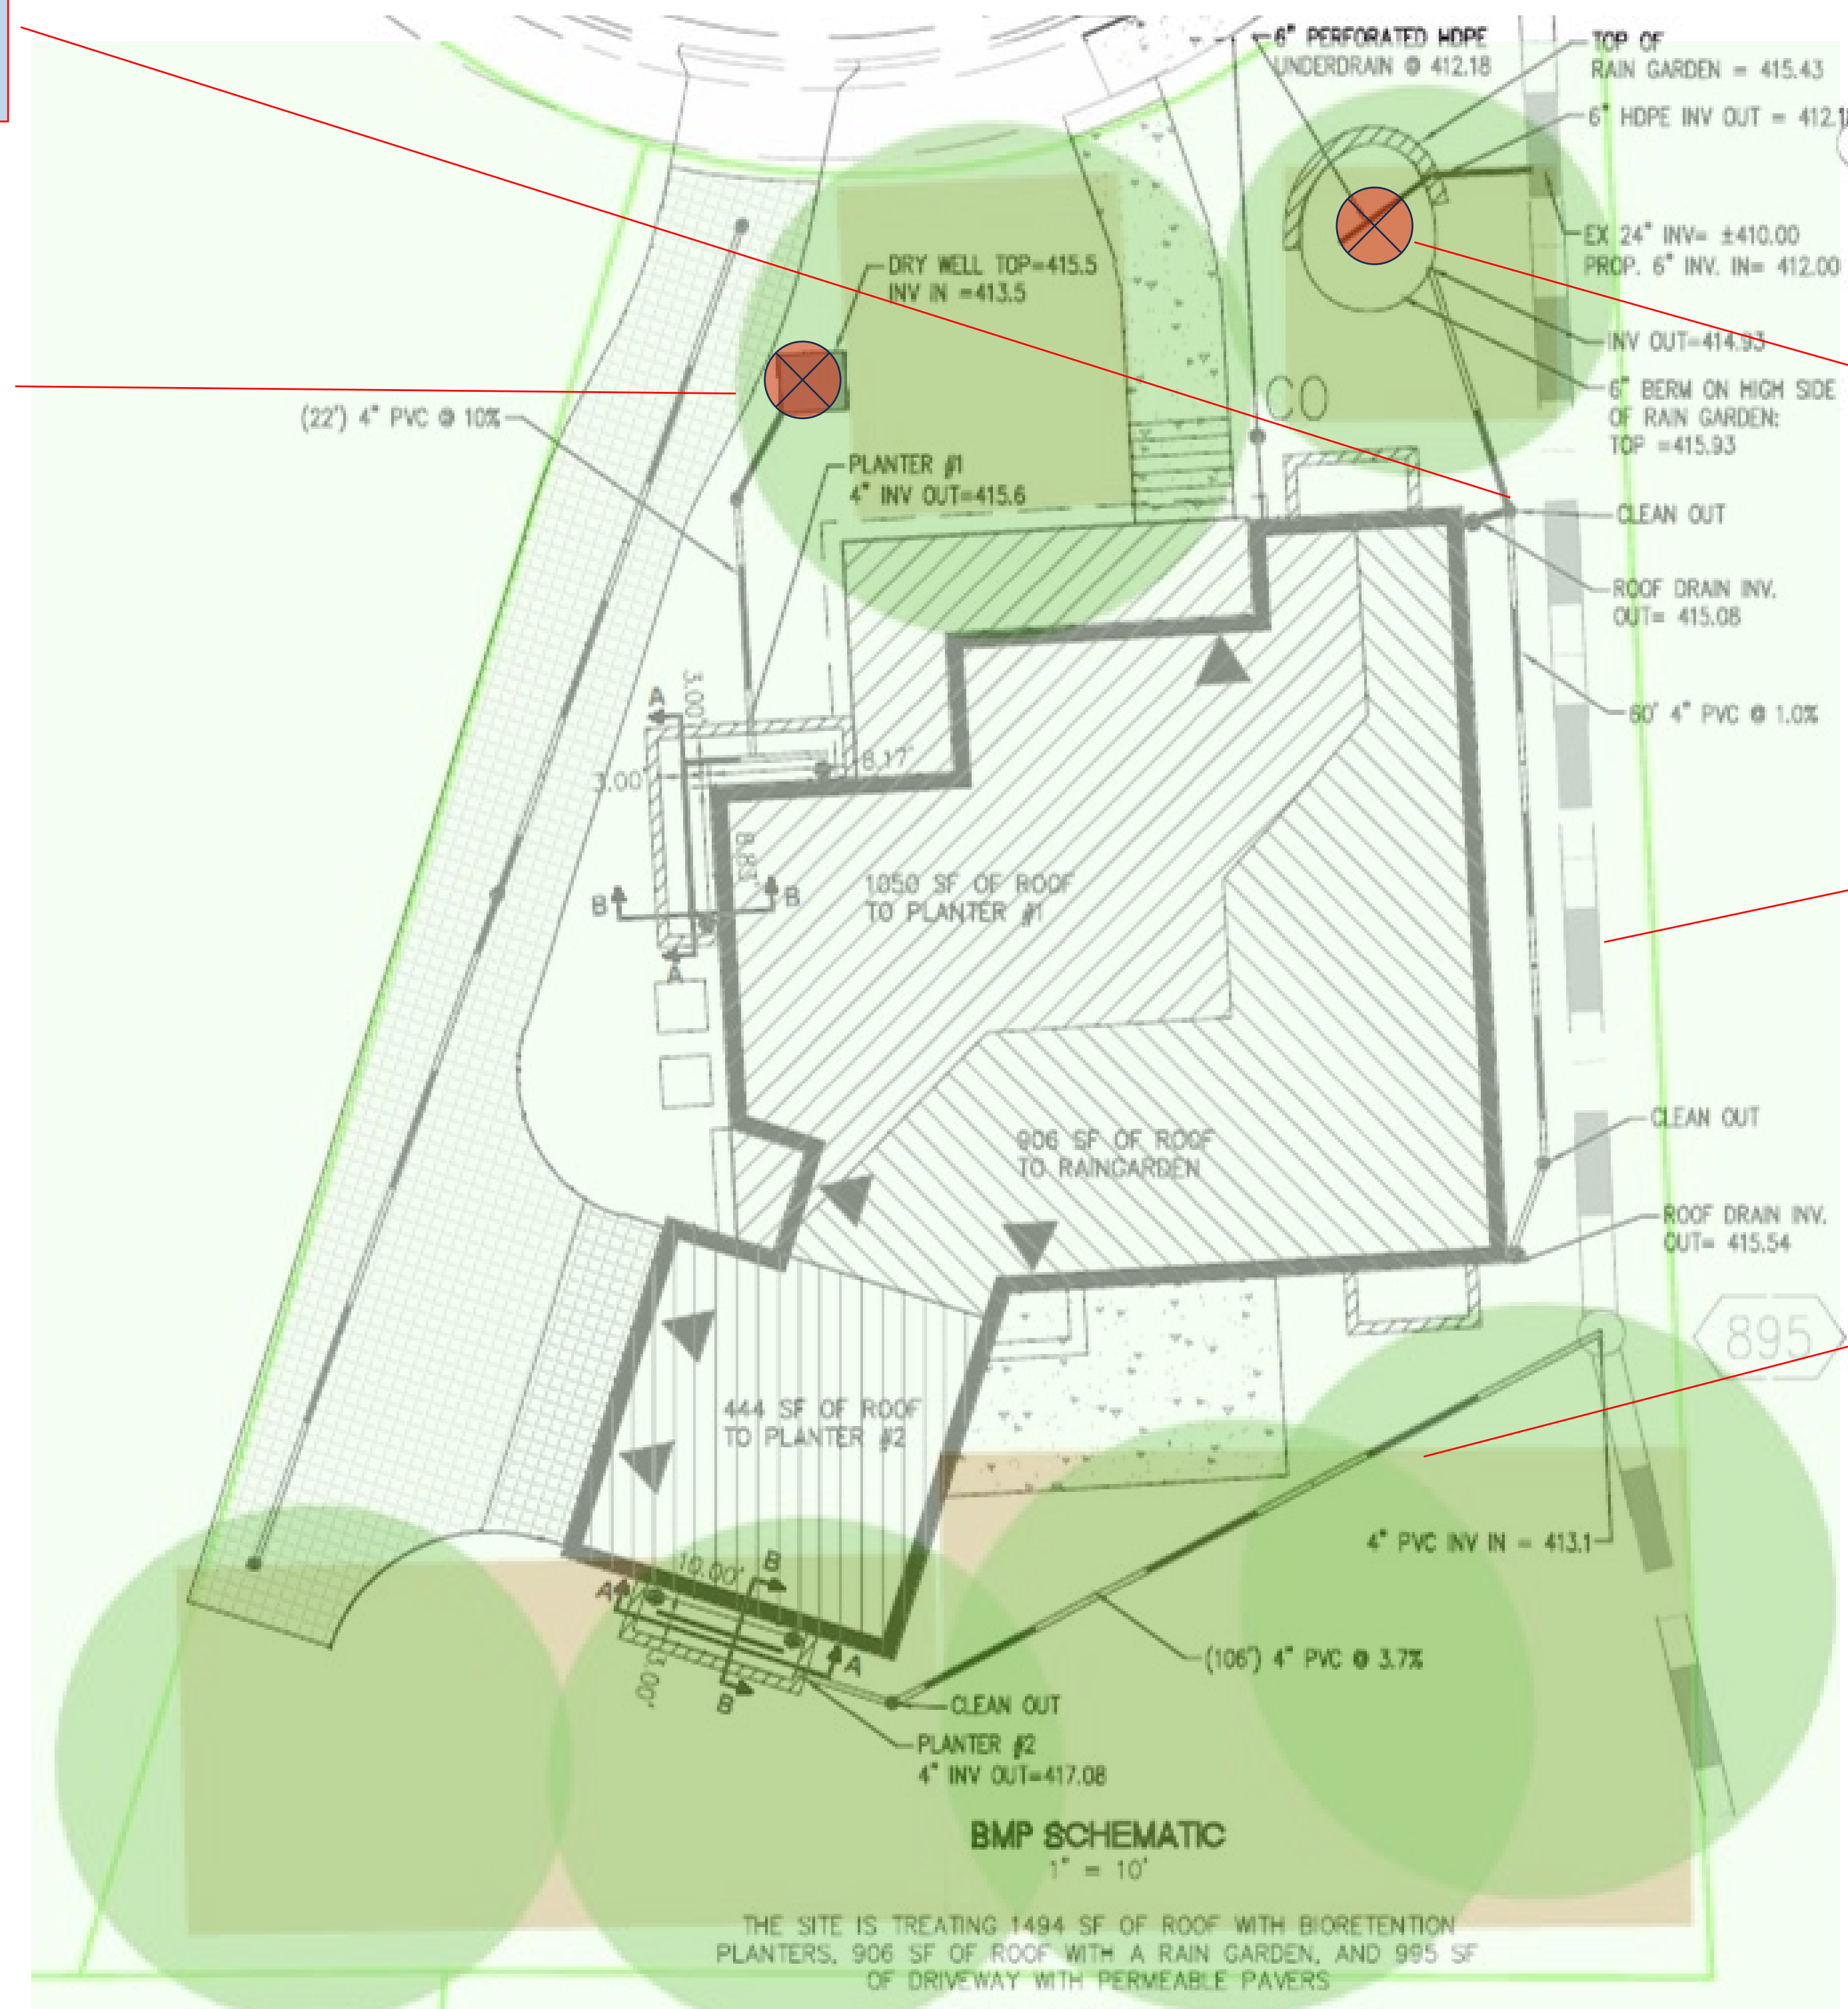 6" PERFORATED HDPE
UNDERDRAIN @ 412.18
TOP OF
RAIN GARDEN = 415.43
6" HDPE INV OUT =
EX 24" INV= ±410.00
PROP. 6" INV. IN= 412.00
DRY WELL TOP=415.5
INV IN =413.5
INV OUT=414.93
6" BERM ON HIGH SIDE
OF RAIN GARDEN:
TOP =415.93
CO
(22') 4" PVC @ 10%
PLANTER #1
4" INV OUT=415.6
CLEAN OUT
ROOF DRAIN INV.
OUT= 415.08
60' 4" PVC @ 1.0%
A
3.00'
3.00'
8.17'
8.83'
B
B
A
1050 SF OF ROOF
TO PLANTER #1
906 SF OF ROOF
TO RAINGARDEN
CLEAN OUT
ROOF DRAIN INV.
OUT= 415.54
895
444 SF OF ROOF
TO PLANTER #2
4" PVC INV IN = 413.1
10.00'
B
A
3.00'
B
A
(106') 4" PVC @ 3.7%
CLEAN OUT
PLANTER #2
4" INV OUT=417.08
BMP SCHEMATIC
1" = 10'
THE SITE IS TREATING 1494 SF OF ROOF WITH BIORETENTION
PLANTERS, 906 SF OF ROOF WITH A RAIN GARDEN, AND 995 SF
OF DRIVEWAY WITH PERMEABLE PAVERS